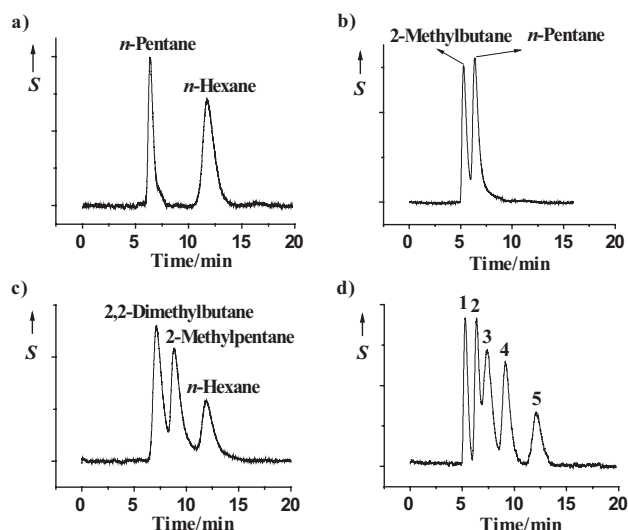 a)
n-Pentane
n-Hexane
S
0 5 10 15 20
Time/min
b)
2-Methylbutane
n-Pentane
S
0 5 10 15 20
Time/min
c)
2,2-Dimethylbutane
2-Methylpentane
n-Hexane
S
0 5 10 15 20
Time/min
d)
1 2
3
4
5
S
0 5 10 15 20
Time/min